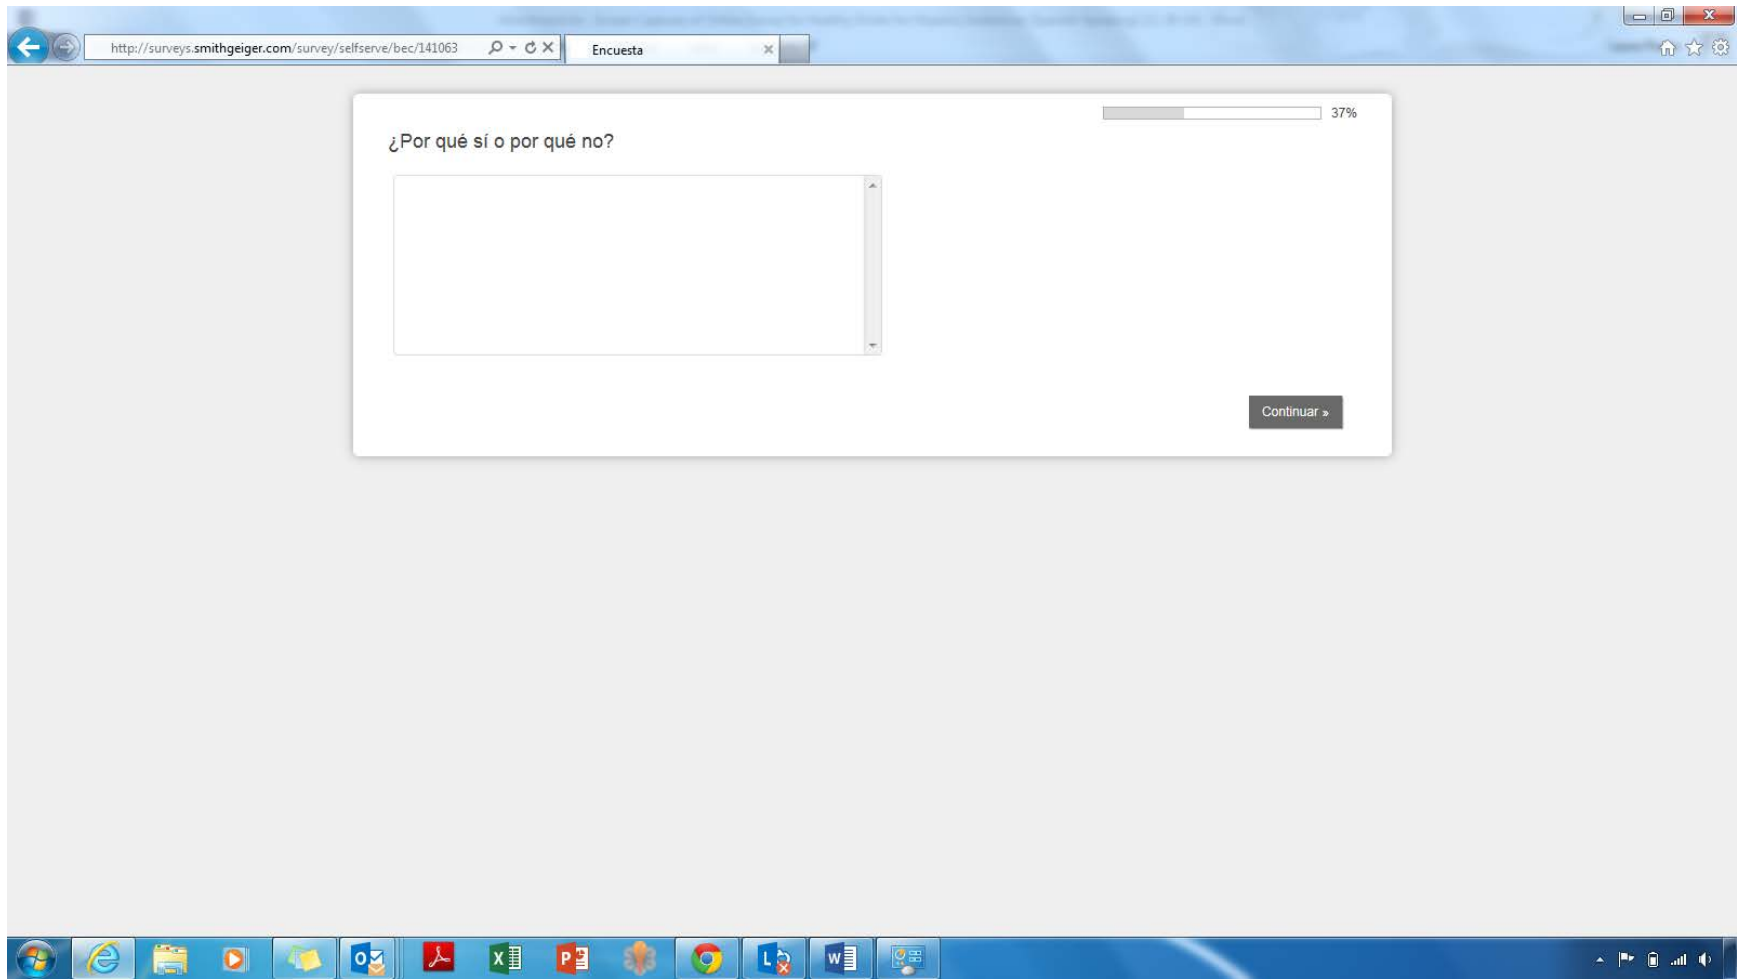 http://surveys.smithgeiger.com/survey/selfserve/bec/141063
Encuesta
37%
¿Por qué sí o por qué no?
Continuar »